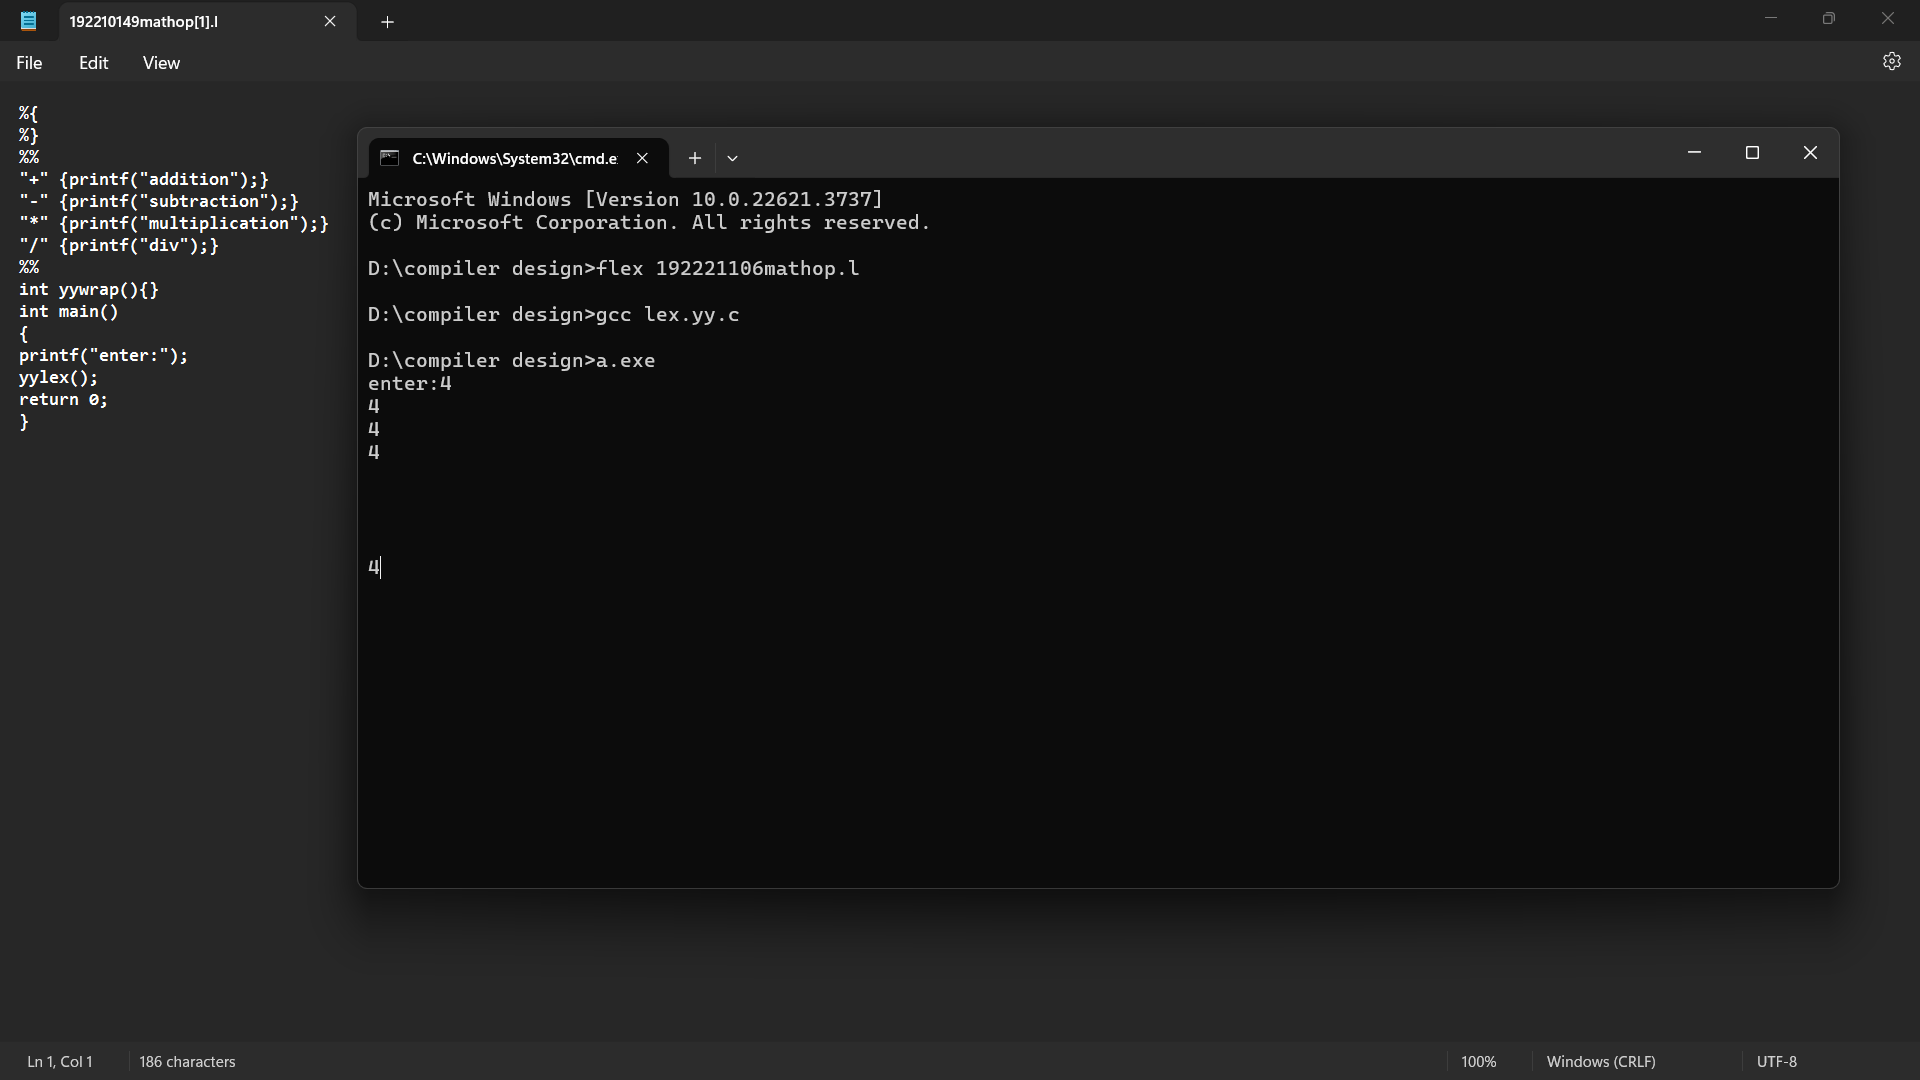 192210149mathop[1].l
File Edit View
%{
%}
%%
"+" {printf("addition");}
"-" {printf("subtraction");}
"*" {printf("multiplication");}
"/" {printf("div");}
%%
int yywrap(){}
int main()
{
printf("enter:");
yylex();
return 0;
}
C:\Windows\System32\cmd.e
Microsoft Windows [Version 10.0.22621.3737]
(c) Microsoft Corporation. All rights reserved.
D:\compiler design>flex 192221106mathop.l
D:\compiler design>gcc lex.yy.c
D:\compiler design>a.exe
enter:4
4
4
4
4
Ln 1, Col 1 186 characters 100% Windows (CRLF) UTF-8